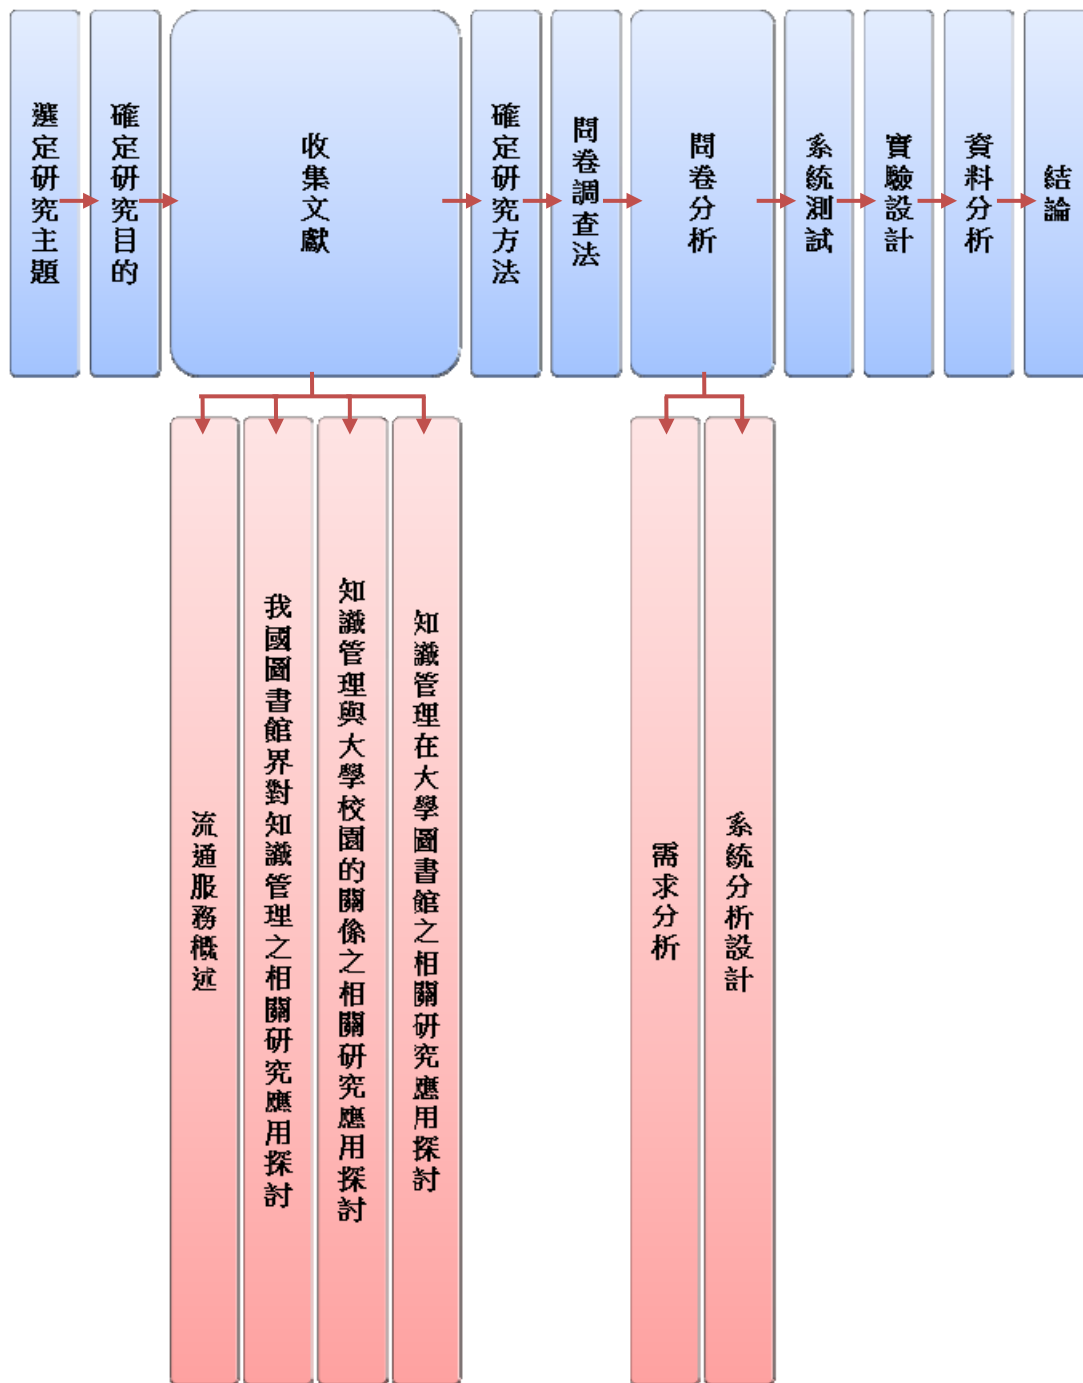 選定研究主題
確定研究目的
收集文獻
確定研究方法
問卷調查法
問卷分析
系統測試
實驗設計
資料分析
結論
流通服務概述
我國圖書館界對知識管理之相關研究應用探討
知識管理與大學校園的關係之相關研究應用探討
知識管理在大學圖書館之相關研究應用探討
需求分析
系統分析設計